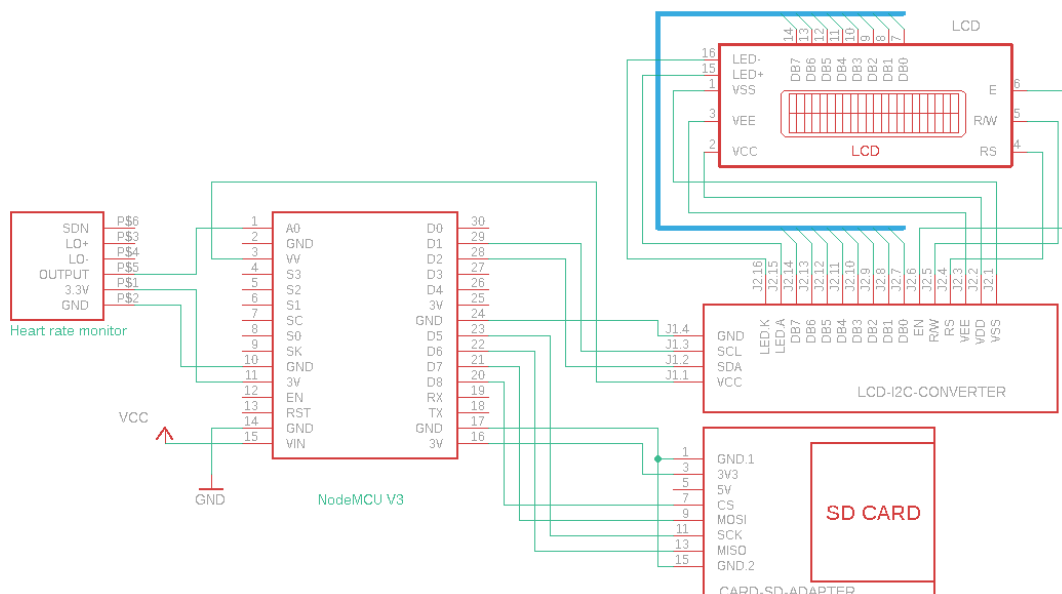 LCD
14
13
12
11
10
9
8
7
DB7
DB6
DB5
DB4
DB3
DB2
DB1
DB0
16 LED-
15 LED+
1 VSS
3 VEE
2 VCC
E 6
R/W 5
RS 4
LCD
SDN P$6
LO+ P$3
LO- P$4
OUTPUT P$5
3.3V P$1
GND P$2
Heart rate monitor
1 A0 D0 30
2 GND D1 29
3 VV D2 28
4 S3 D3 27
5 S2 D4 26
6 S1 3V 25
7 SC GND 24
8 S0 D5 23
9 SK D6 22
10 GND D7 21
11 3V D8 20
12 EN RX 19
13 RST TX 18
14 GND GND 17
15 VIN 3V 16
VCC
GND
NodeMCU V3
J2.16
J2.15
J2.14
J2.13
J2.12
J2.11
J2.10
J2.9
J2.8
J2.7
J2.6
J2.5
J2.4
J2.3
J2.2
J2.1
LED.K
LED.A
DB7
DB6
DB5
DB4
DB3
DB2
DB1
DB0
EN
R/W
RS
VEE
VDD
VSS
J1.4 GND
J1.3 SCL
J1.2 SDA
J1.1 VCC
LCD-I2C-CONVERTER
1 GND.1
3 3V3
5 5V
7 CS
9 MOSI
11 SCK
13 MISO
15 GND.2
SD CARD
CARD-SD-ADAPTER